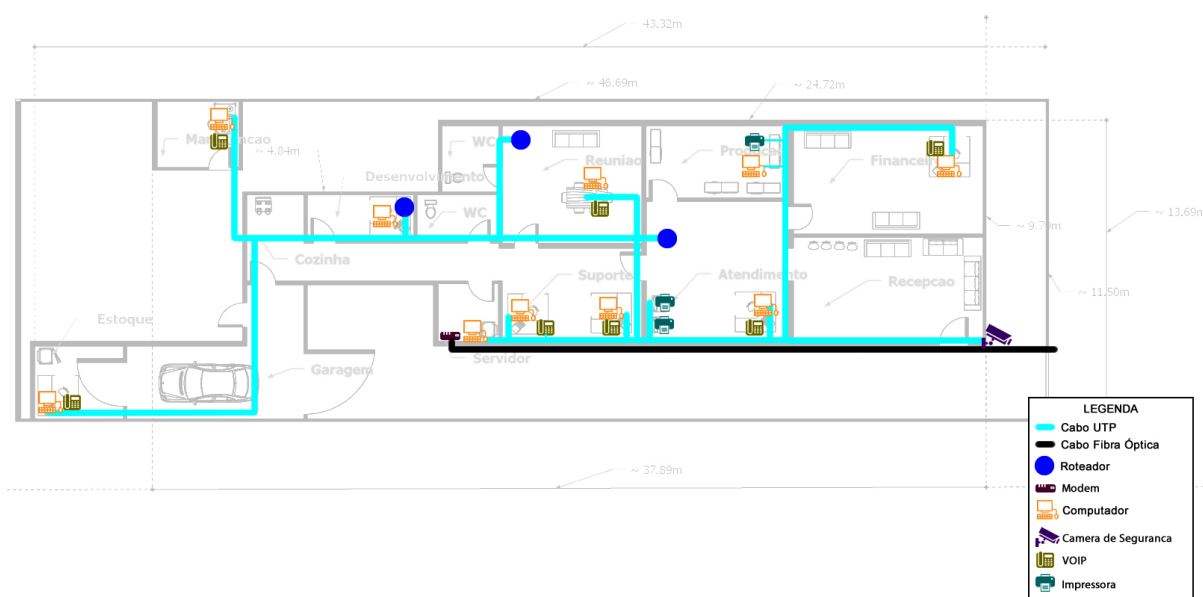 43.32m
~ 46.69m
~ 24.72m
WC
Reuniao
Financeiro
~ 4.84m
Desenvolvimento
WC
~ 13.69m
~ 9.79m
Cozinha
Suporte
Atendimento
Recepcao
~ 11.50m
Estoque
Servidor
Garagem
LEGENDA
Cabo UTP
Cabo Fibra Óptica
Roteador
Modem
Computador
Camera de Seguranca
VOIP
Impressora
~ 37.89m